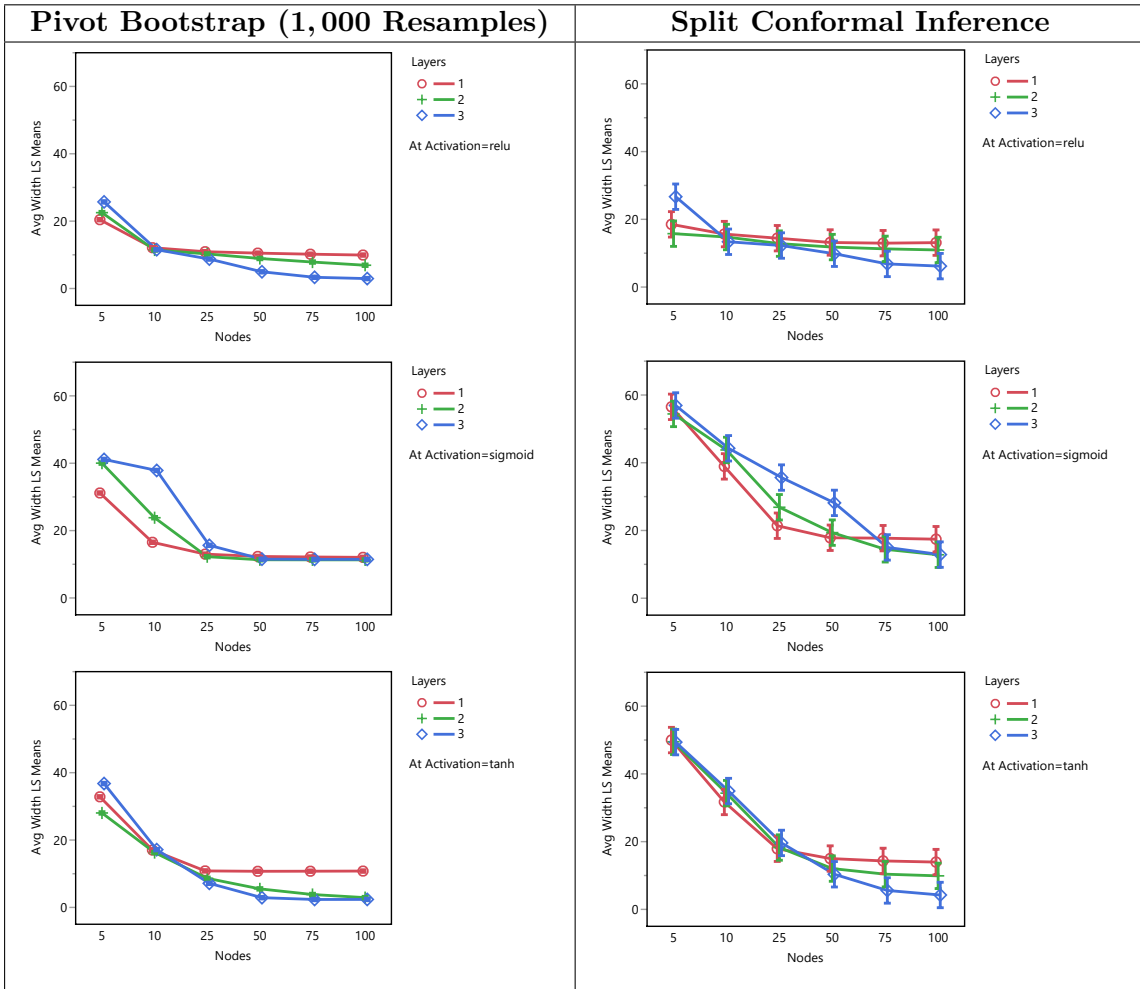 Pivot Bootstrap (1, 000 Resamples)
Split Conformal Inference
Avg Width LS Means
60
40
20
0
5 10 25 50 75 100
Nodes
Layers
1
2
3
At Activation=relu
Avg Width LS Means
60
40
20
0
5 10 25 50 75 100
Nodes
Layers
1
2
3
At Activation=relu
Avg Width LS Means
60
40
20
0
5 10 25 50 75 100
Nodes
Layers
1
2
3
At Activation=sigmoid
Avg Width LS Means
60
40
20
0
5 10 25 50 75 100
Nodes
Layers
1
2
3
At Activation=sigmoid
Avg Width LS Means
60
40
20
0
5 10 25 50 75 100
Nodes
Layers
1
2
3
At Activation=tanh
Avg Width LS Means
60
40
20
0
5 10 25 50 75 100
Nodes
Layers
1
2
3
At Activation=tanh